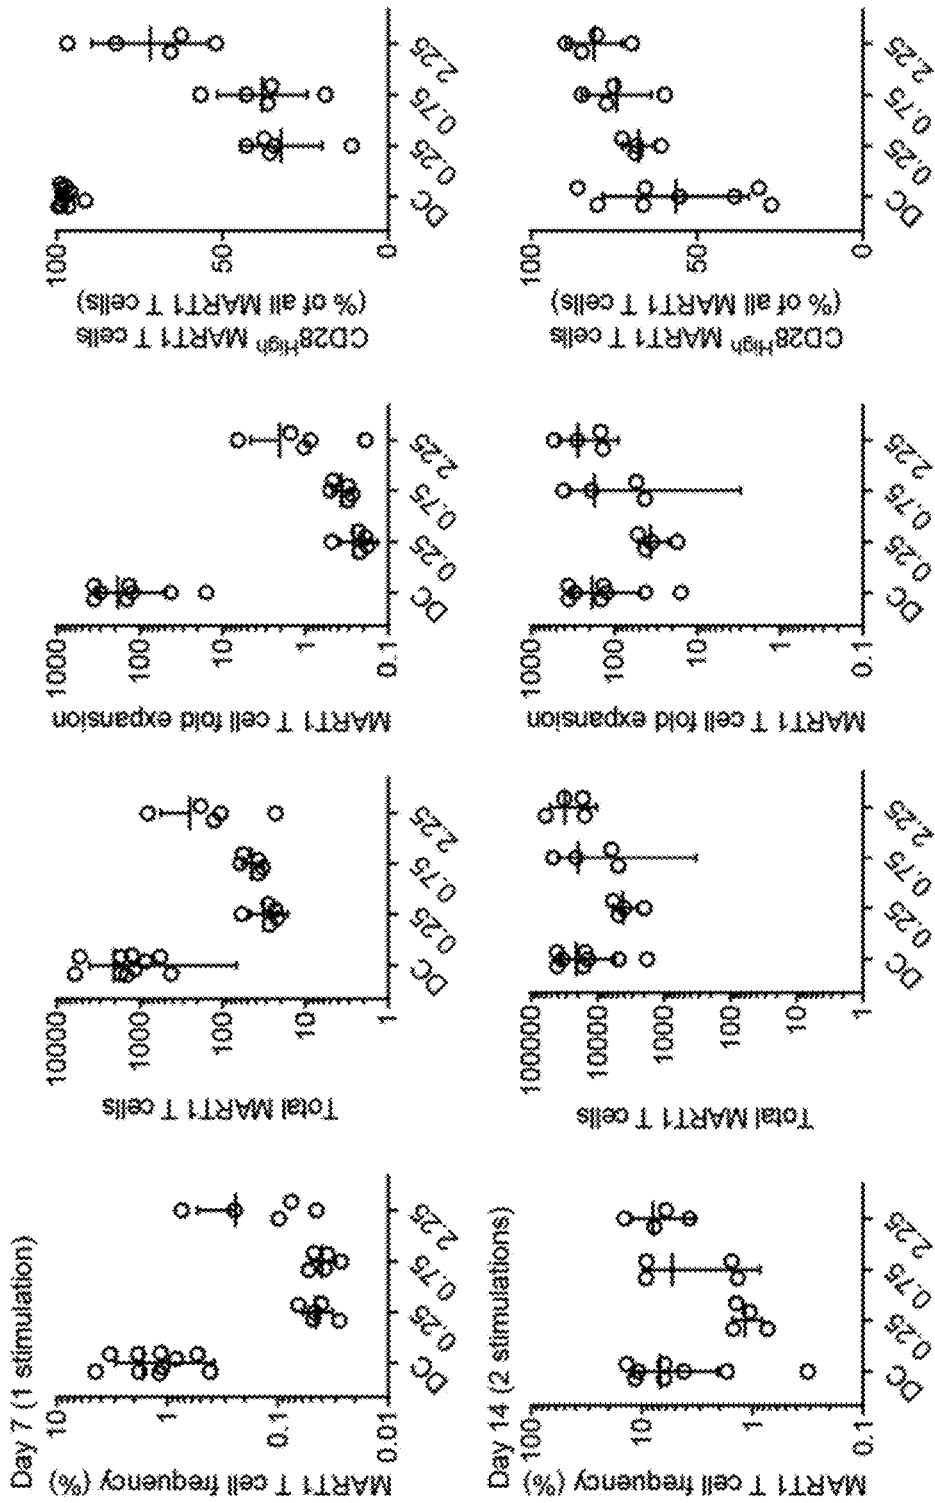 Day 7 (1 stimulation)
MART1 T cell frequency (%)
10
1
0.1
0.01
DC 0.25 0.75 2.25
Total MART1 T cells
10000
1000
100
10
1
DC 0.25 0.75 2.25
MART1 T cell fold expansion
1000
100
10
1
0.1
DC 0.25 0.75 2.25
CD28High MART1 T cells
(% of all MART1 T cells)
100
50
0
DC 0.25 0.75 2.25
Day 14 (2 stimulations)
MART1 T cell frequency (%)
100
10
1
0.1
DC 0.25 0.75 2.25
Total MART1 T cells
100000
10000
1000
100
10
1
DC 0.25 0.75 2.25
MART1 T cell fold expansion
1000
100
10
1
0.1
DC 0.25 0.75 2.25
CD28High MART1 T cells
(% of all MART1 T cells)
100
50
0
DC 0.25 0.75 2.25